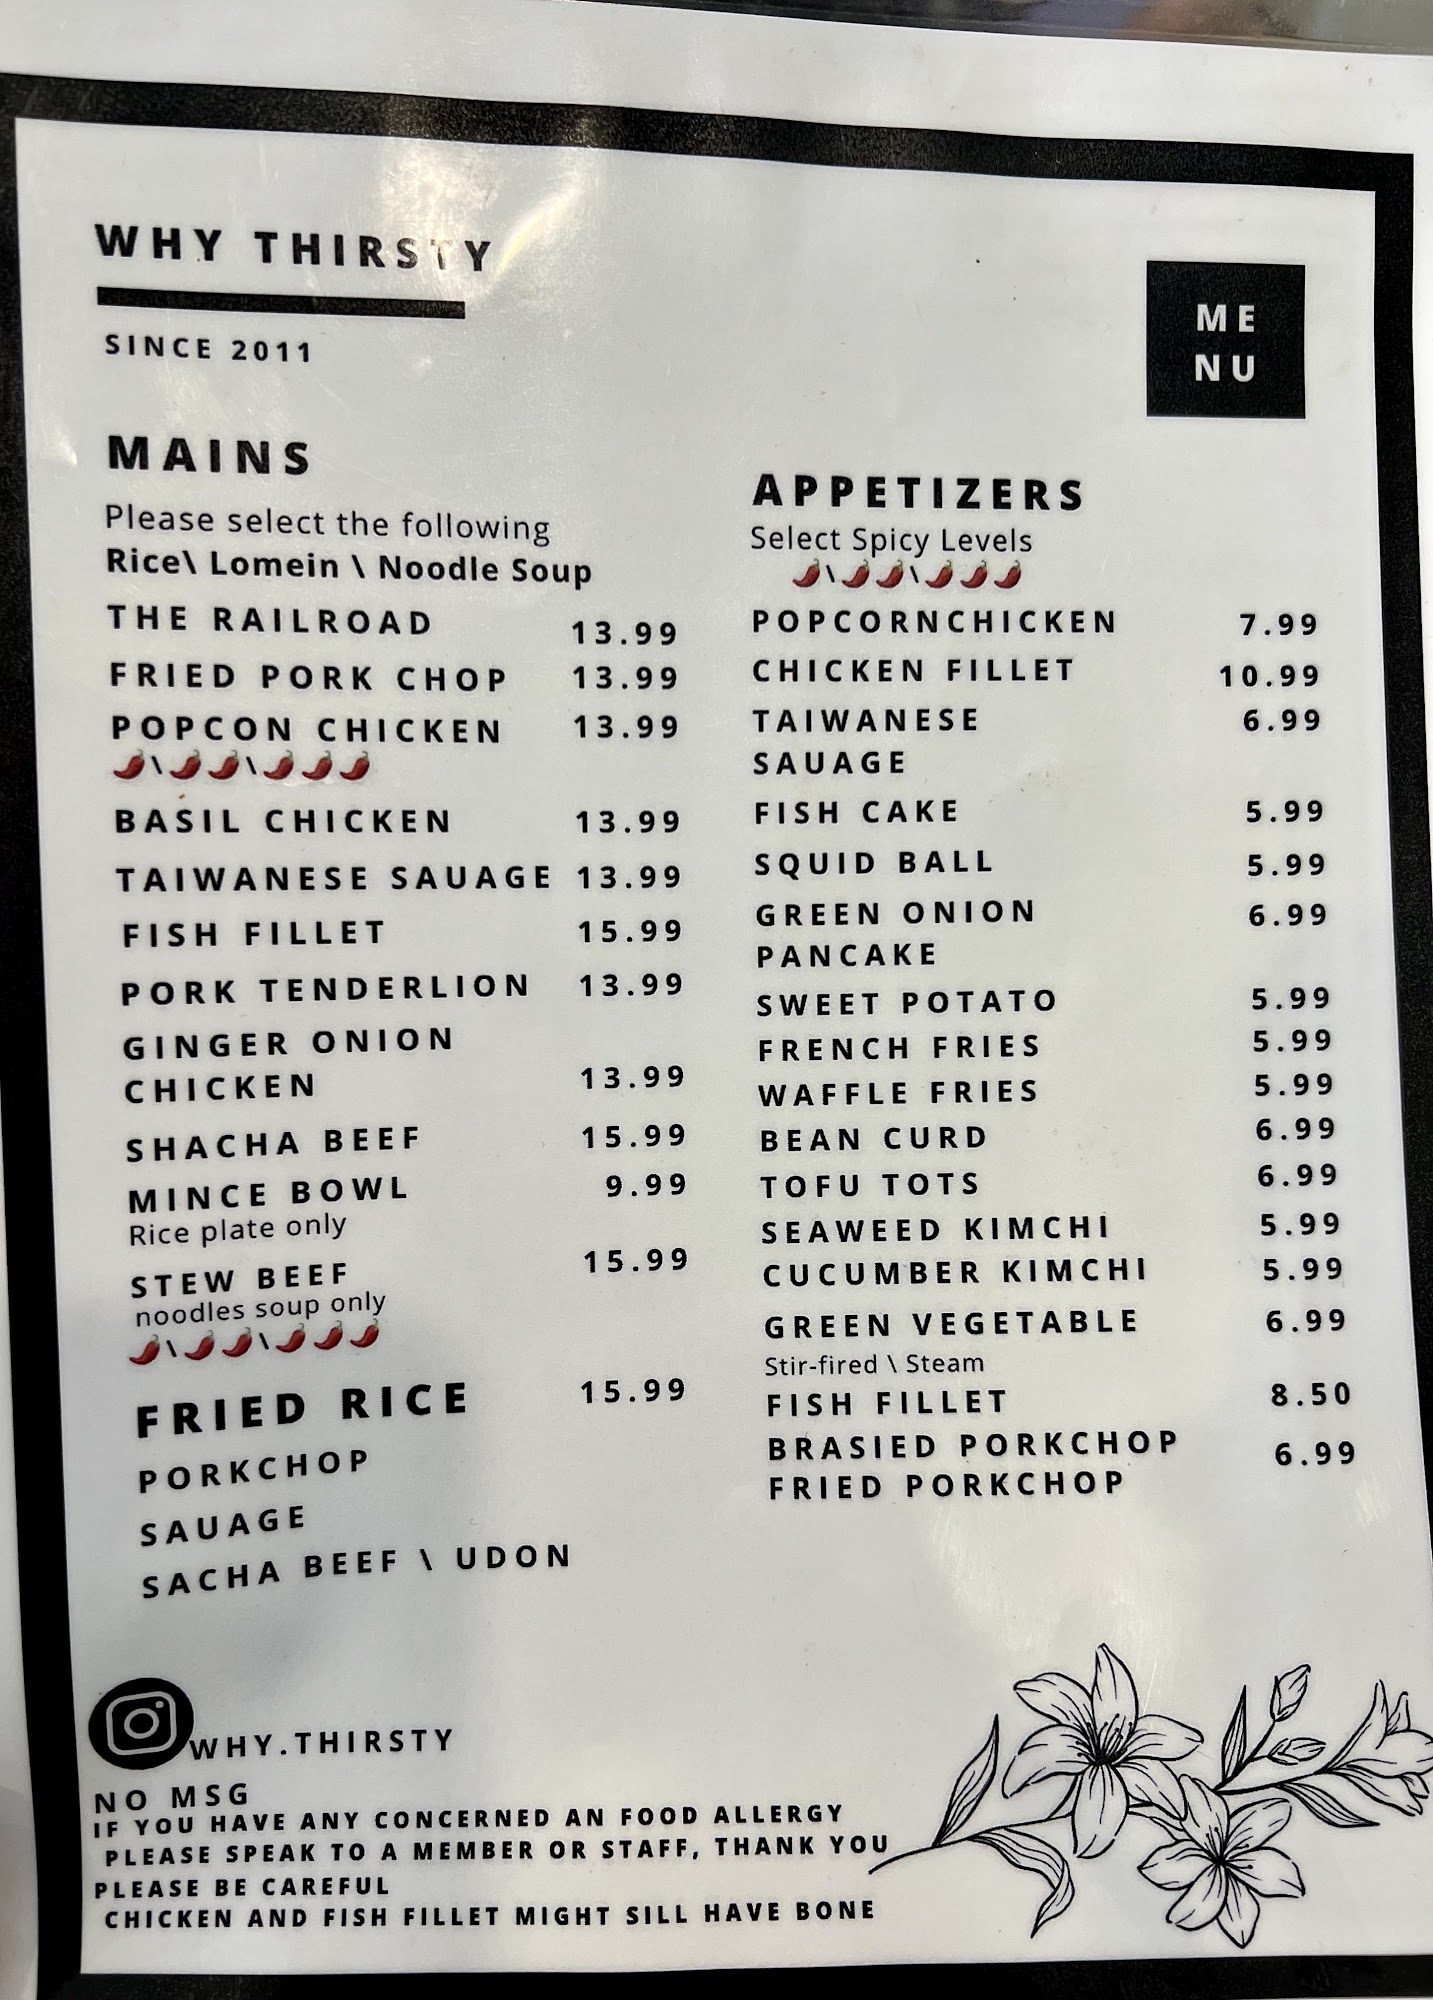 WHY THIRSTY
SINCE 2011
ME
NU
MAINS
Please select the following
Rice\ Lomein \ Noodle Soup
THE RAILROAD 13.99
FRIED PORK CHOP 13.99
POPCON CHICKEN 13.99
🌶\🌶🌶\🌶🌶🌶
BASIL CHICKEN 13.99
TAIWANESE SAUAGE 13.99
FISH FILLET 15.99
PORK TENDERLION 13.99
GINGER ONION
CHICKEN 13.99
SHACHA BEEF 15.99
MINCE BOWL 9.99
Rice plate only
STEW BEEF 15.99
noodles soup only
🌶\🌶🌶\🌶🌶🌶
FRIED RICE 15.99
PORKCHOP
SAUAGE
SACHA BEEF \ UDON
APPETIZERS
Select Spicy Levels
🌶\🌶🌶\🌶🌶🌶
POPCORNCHICKEN 7.99
CHICKEN FILLET 10.99
TAIWANESE 6.99
SAUAGE
FISH CAKE 5.99
SQUID BALL 5.99
GREEN ONION 6.99
PANCAKE
SWEET POTATO 5.99
FRENCH FRIES 5.99
WAFFLE FRIES 5.99
BEAN CURD 6.99
TOFU TOTS 6.99
SEAWEED KIMCHI 5.99
CUCUMBER KIMCHI 5.99
GREEN VEGETABLE 6.99
Stir-fired \ Steam
FISH FILLET 8.50
BRASIED PORKCHOP 6.99
FRIED PORKCHOP
WHY.THIRSTY
NO MSG
IF YOU HAVE ANY CONCERNED AN FOOD ALLERGY
PLEASE SPEAK TO A MEMBER OR STAFF, THANK YOU
PLEASE BE CAREFUL
CHICKEN AND FISH FILLET MIGHT SILL HAVE BONE